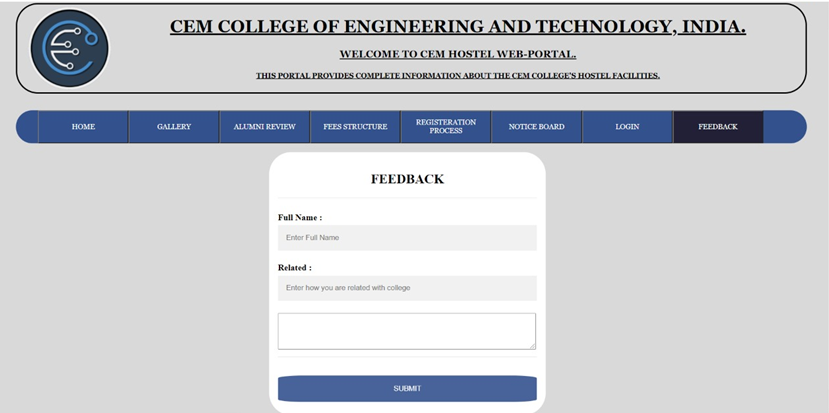 CEM COLLEGE OF ENGINEERING AND TECHNOLOGY, INDIA.
WELCOME TO CEM HOSTEL WEB-PORTAL.
THIS PORTAL PROVIDES COMPLETE INFORMATION ABOUT THE CEM COLLEGE'S HOSTEL FACILITIES.
HOME
GALLERY
ALUMNI REVIEW
FEES STRUCTURE
REGISTERATION
PROCESS
NOTICE BOARD
LOGIN
FEEDBACK
FEEDBACK
Full Name :
Enter Full Name
Related :
Enter how you are related with college
SUBMIT